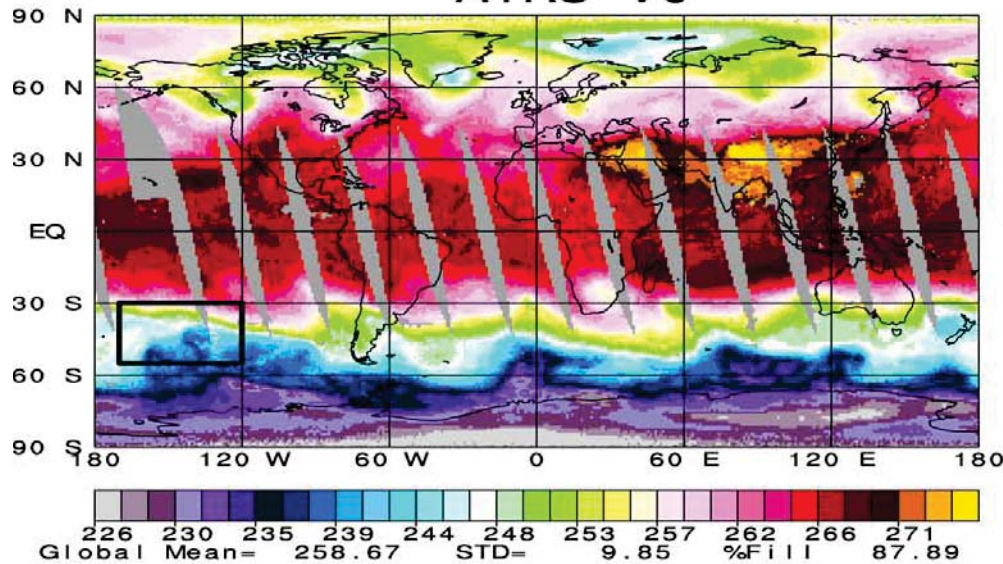 90 N
60 N
30 N
EQ
30 S
60 S
90 S
180 120 W 60 W 0 60 E 120 E 180
226 230 235 239 244 248 253 257 262 266 271
Global Mean= 258.67 STD= 9.85 %Fill 87.89